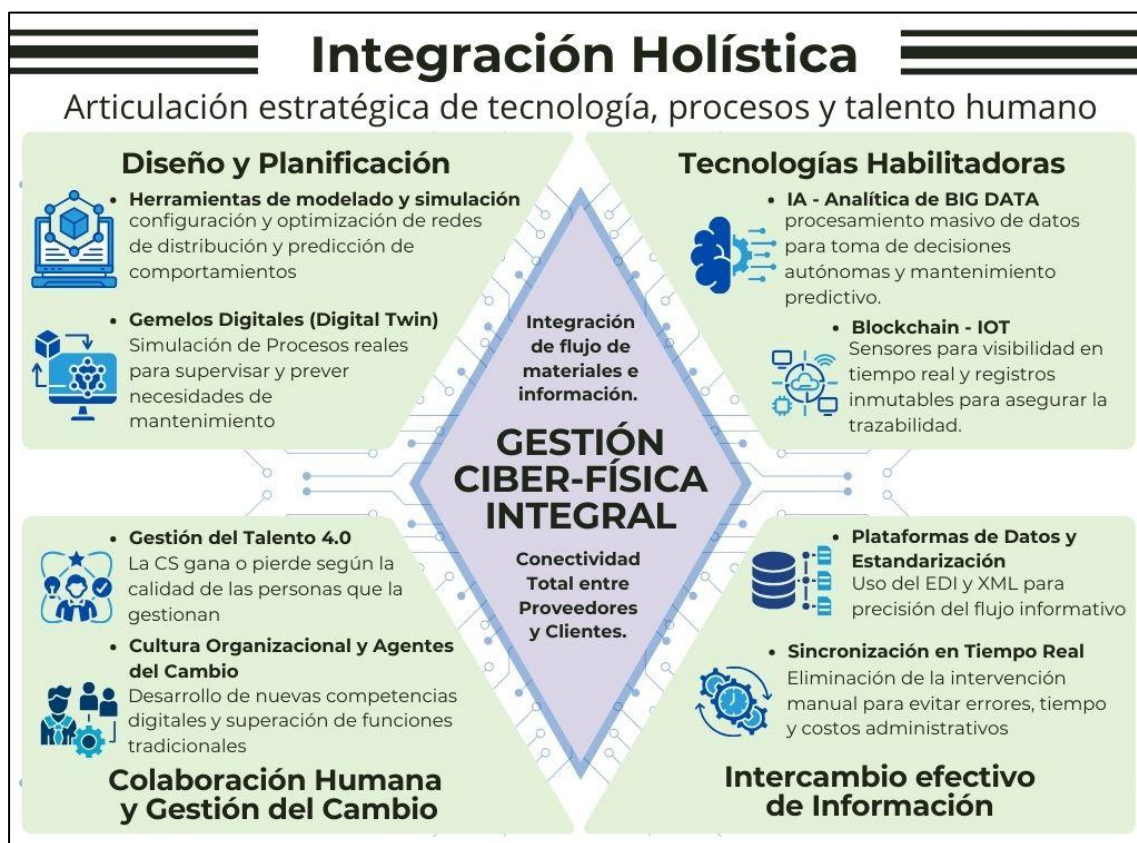 Integración Holística
Articulación estratégica de tecnología, procesos y talento humano
Diseño y Planificación
• Herramientas de modelado y simulación
configuración y optimización de redes
de distribución y predicción de
comportamientos
• Gemelos Digitales (Digital Twin)
Simulación de Procesos reales
para supervisar y prever
necesidades de
mantenimiento
Tecnologías Habilitadoras
• IA - Analítica de BIG DATA
procesamiento masivo de datos
para toma de decisiones
autónomas y mantenimiento
predictivo.
• Blockchain - IOT
Sensores para visibilidad en
tiempo real y registros
inmutables para asegurar la
trazabilidad.
Integración
de flujo de
materiales e
información.
GESTIÓN
CIBER-FÍSICA
INTEGRAL
Conectividad
Total entre
Proveedores
y Clientes.
• Gestión del Talento 4.0
La CS gana o pierde según la
calidad de las personas que la
gestionan
• Cultura Organizacional y Agentes
del Cambio
Desarrollo de nuevas competencias
digitales y superación de funciones
tradicionales
Colaboración Humana
y Gestión del Cambio
• Plataformas de Datos y
Estandarización
Uso del EDI y XML para
precisión del flujo informativo
• Sincronización en Tiempo Real
Eliminación de la intervención
manual para evitar errores, tiempo
y costos administrativos
Intercambio efectivo
de Información